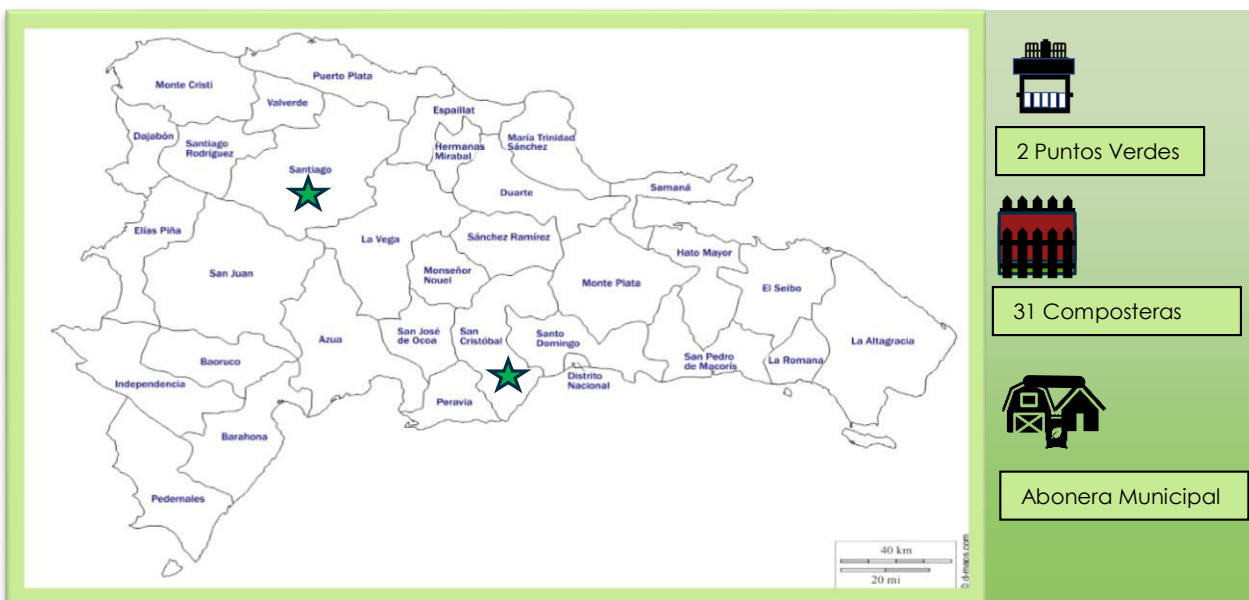 Puerto Plata
Monte Cristi
Valverde
Espaillat
Dajabón
Santiago
Rodríguez
Hermanas
Mirabal
María Trinidad
Sánchez
Santiago
Duarte
Samaná
Elías Piña
La Vega
Sánchez Ramírez
Hato Mayor
San Juan
Monseñor
Nouel
Monte Plata
El Seibo
Azua
San José
de Ocoa
San
Cristóbal
Santo
Domingo
La Altagracia
Baoruco
San Pedro
de Macorís
La Romana
Independencia
Distrito
Nacional
Peravia
Barahona
Pedernales
40 km
20 mi
© d-maps.com
2 Puntos Verdes
31 Composteras
Abonera Municipal